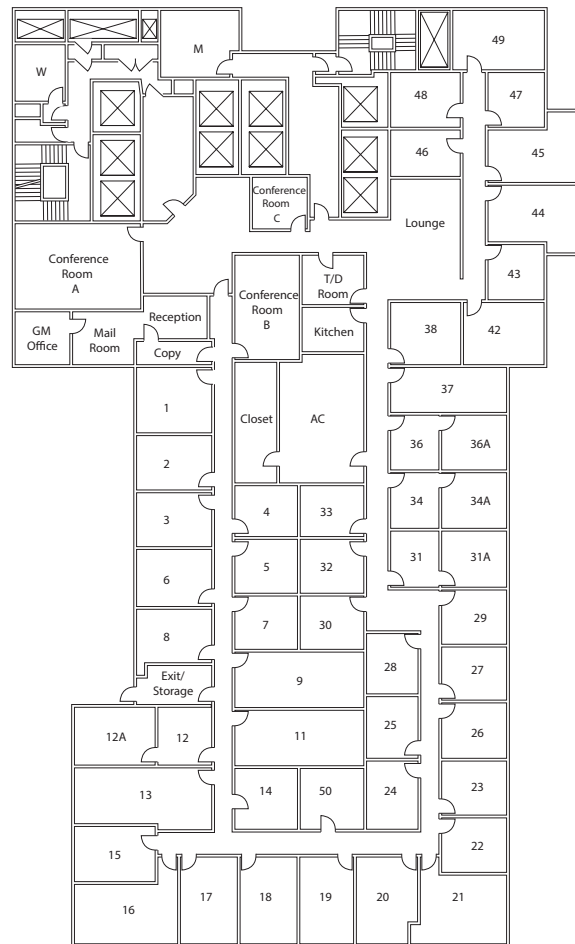 M
49
W
48
47
46
45
Conference
Room
C
44
Lounge
Conference
Room
A
43
T/D
Room
Conference
Room
B
Reception
GM
Office
Mail
Room
Kitchen
38
42
Copy
37
1
Closet
AC
36
36A
2
34
34A
3
4
33
31
31A
5
32
6
29
7
30
8
28
27
Exit/
Storage
9
25
26
12A
12
11
13
14
50
24
23
15
22
16
17
18
19
20
21